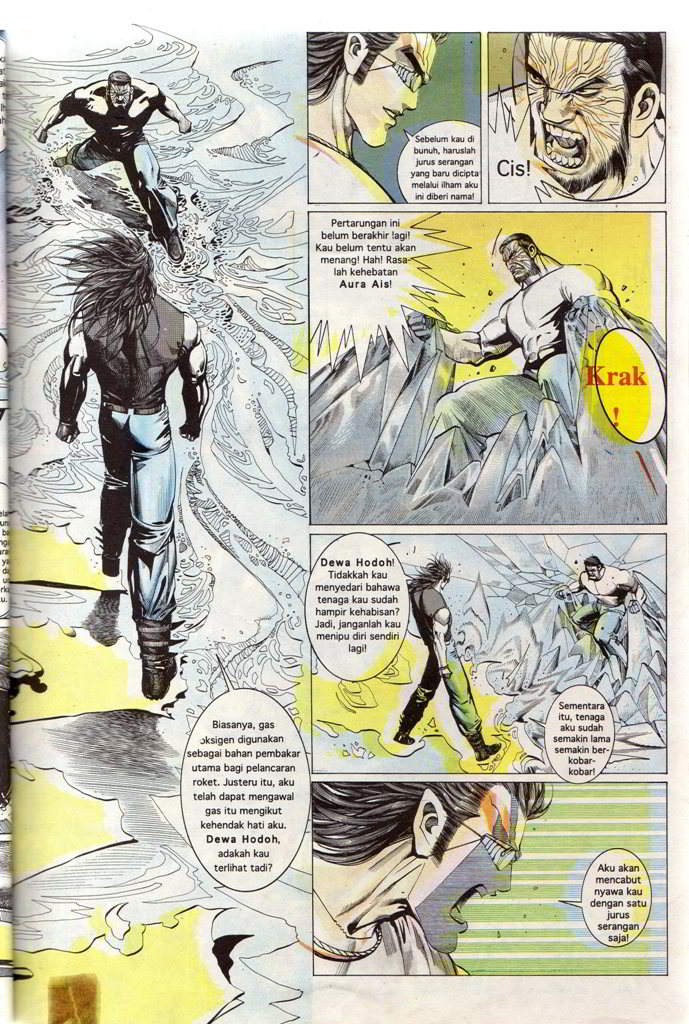 Biasanya, gas
oksigen digunakan
sebagai bahan pembakar
utama bagi pelancaran
roket. Justeru itu, aku
telah dapat mengawal
gas itu mengikut
kehendak hati aku.
Dewa Hodoh,
adakah kau
terlihat tadi?
Sebelum kau di
bunuh, haruslah
jurus serangan
yang baru dicipta
melalui ilham aku
ini diberi nama!
Cis!
Pertarungan ini
belum berakhir lagi!
Kau belum tentu akan
menang! Hah! Rasa-
lah kehebatan
Aura Ais!
Krak
!
Dewa Hodoh!
Tidakkah kau
menyedari bahawa
tenaga kau sudah
hampir kehabisan?
Jadi, janganlah kau
menipu diri sendiri
lagi!
Sementara
itu, tenaga
aku sudah
semakin lama
semakin ber-
kobar-
kobar!
Aku akan
mencabut
nyawa kau
dengan satu
jurus
serangan
saja!